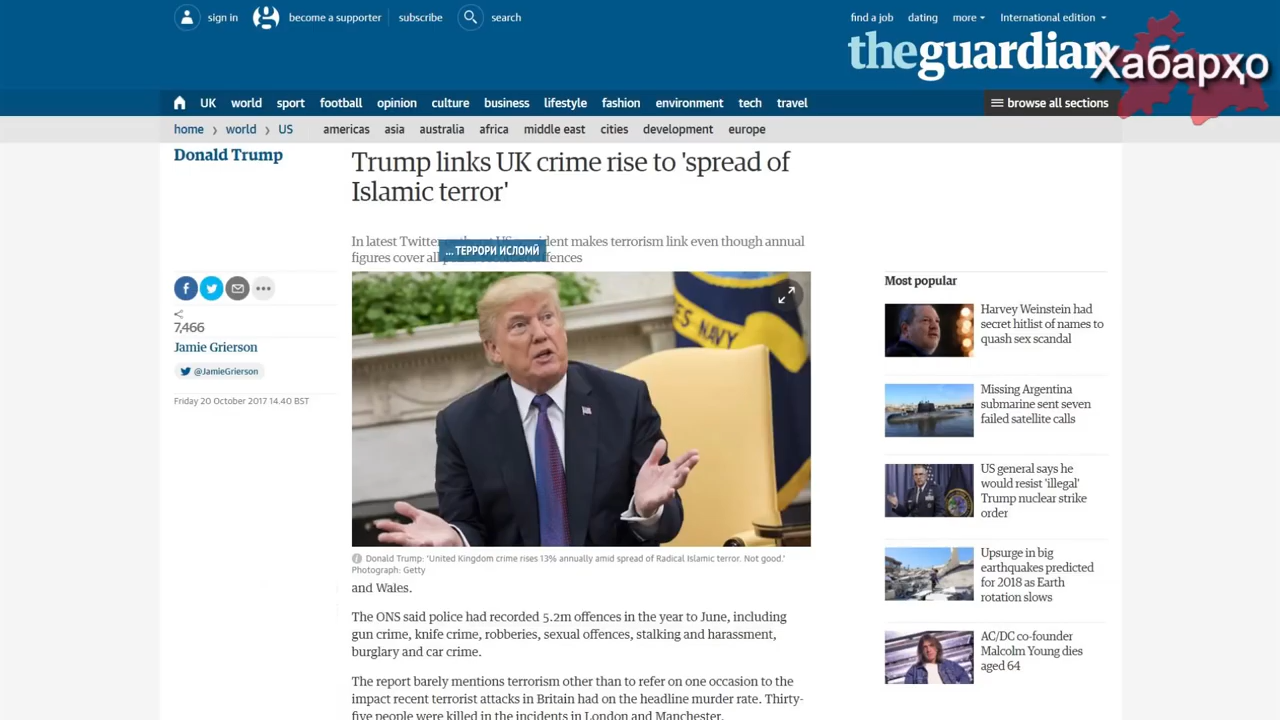 sign in
become a supporter
subscribe
search
find a job
dating
more
International edition
theguardian
Хабарҳо
UK
world
sport
football
opinion
culture
business
lifestyle
fashion
environment
tech
travel
browse all sections
home
world
US
americas
asia
australia
africa
middle east
cities
development
europe
Donald Trump
Trump links UK crime rise to 'spread of
Islamic terror'
In latest Twitter makes terrorism link even though annual
figures cover all
... ТЕРРОРИ ИСЛОМӢ
7,466
Jamie Grierson
@JamieGrierson
Friday 20 October 2017 14.40 BST
NAVY
Donald Trump: 'United Kingdom crime rises 13% annually amid spread of Radical Islamic terror. Not good.'
Photograph: Getty
and Wales.
The ONS said police had recorded 5.2m offences in the year to June, including
gun crime, knife crime, robberies, sexual offences, stalking and harassment,
burglary and car crime.
The report barely mentions terrorism other than to refer on one occasion to the
impact recent terrorist attacks in Britain had on the headline murder rate. Thirty-
five people were killed in the incidents in London and Manchester.
Most popular
Harvey Weinstein had
secret hitlist of names to
quash sex scandal
Missing Argentina
submarine sent seven
failed satellite calls
US general says he
would resist 'illegal'
Trump nuclear strike
order
Upsurge in big
earthquakes predicted
for 2018 as Earth
rotation slows
AC/DC co-founder
Malcolm Young dies
aged 64